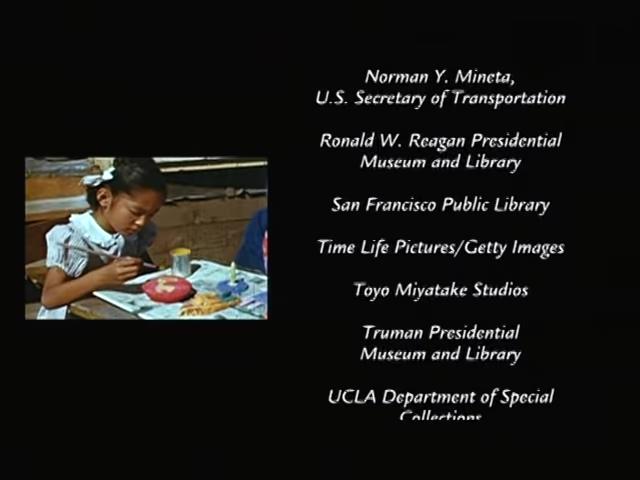 Norman Y. Mineta,
U.S. Secretary of Transportation
Ronald W. Reagan Presidential
Museum and Library
San Francisco Public Library
Time Life Pictures/Getty Images
Toyo Miyatake Studios
Truman Presidential
Museum and Library
UCLA Department of Special
Collections